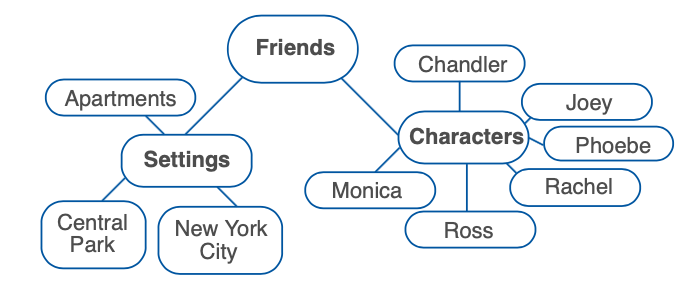 Friends
Chandler
Apartments
Joey
Characters
Phoebe
Settings
Monica
Rachel
Central
Park
New York
City
Ross